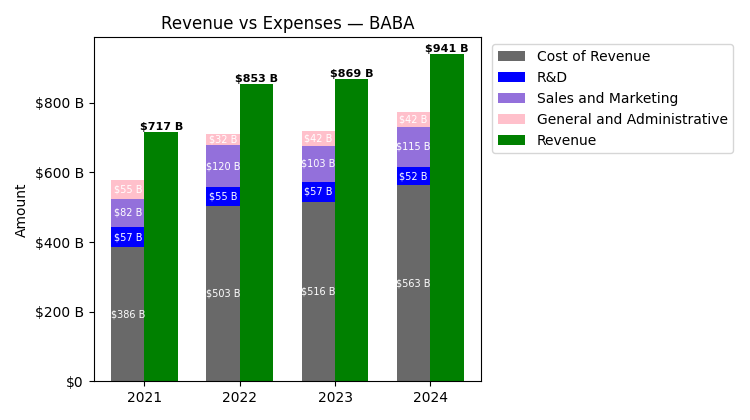 Revenue vs Expenses — BABA
Amount
$800 B
$600 B
$400 B
$200 B
$0
$717 B
$55 B
$82 B
$57 B
$386 B
$853 B
$32 B
$120 B
$55 B
$503 B
$869 B
$42 B
$103 B
$57 B
$516 B
$941 B
$42 B
$115 B
$52 B
$563 B
2021
2022
2023
2024
Cost of Revenue
R&D
Sales and Marketing
General and Administrative
Revenue